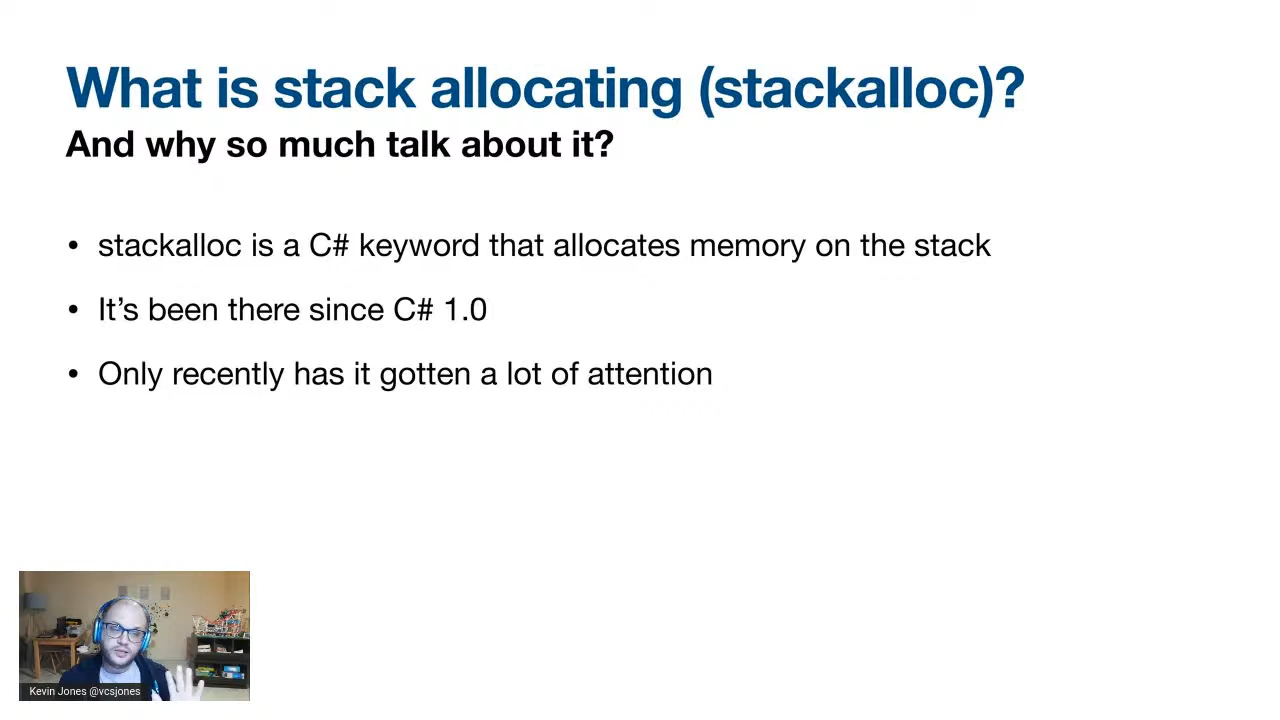 What is stack allocating (stackalloc)?
And why so much talk about it?
• stackalloc is a C# keyword that allocates memory on the stack
• It’s been there since C# 1.0
• Only recently has it gotten a lot of attention
Kevin Jones @vcsjones